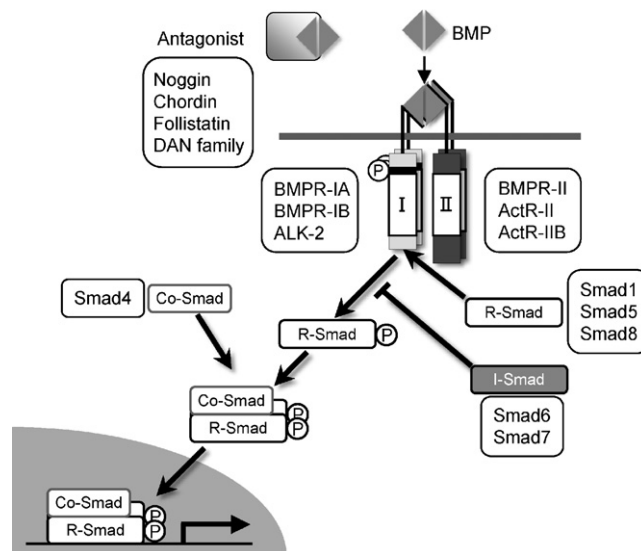 Antagonist
BMP
Noggin
Chordin
Follistatin
DAN family
P
BMPR-IA
BMPR-IB
ALK-2
I
II
BMPR-II
ActR-II
ActR-IIB
Smad4
Co-Smad
R-Smad
P
R-Smad
Smad1
Smad5
Smad8
I-Smad
Smad6
Smad7
Co-Smad
P
R-Smad
P
Co-Smad
P
R-Smad
P